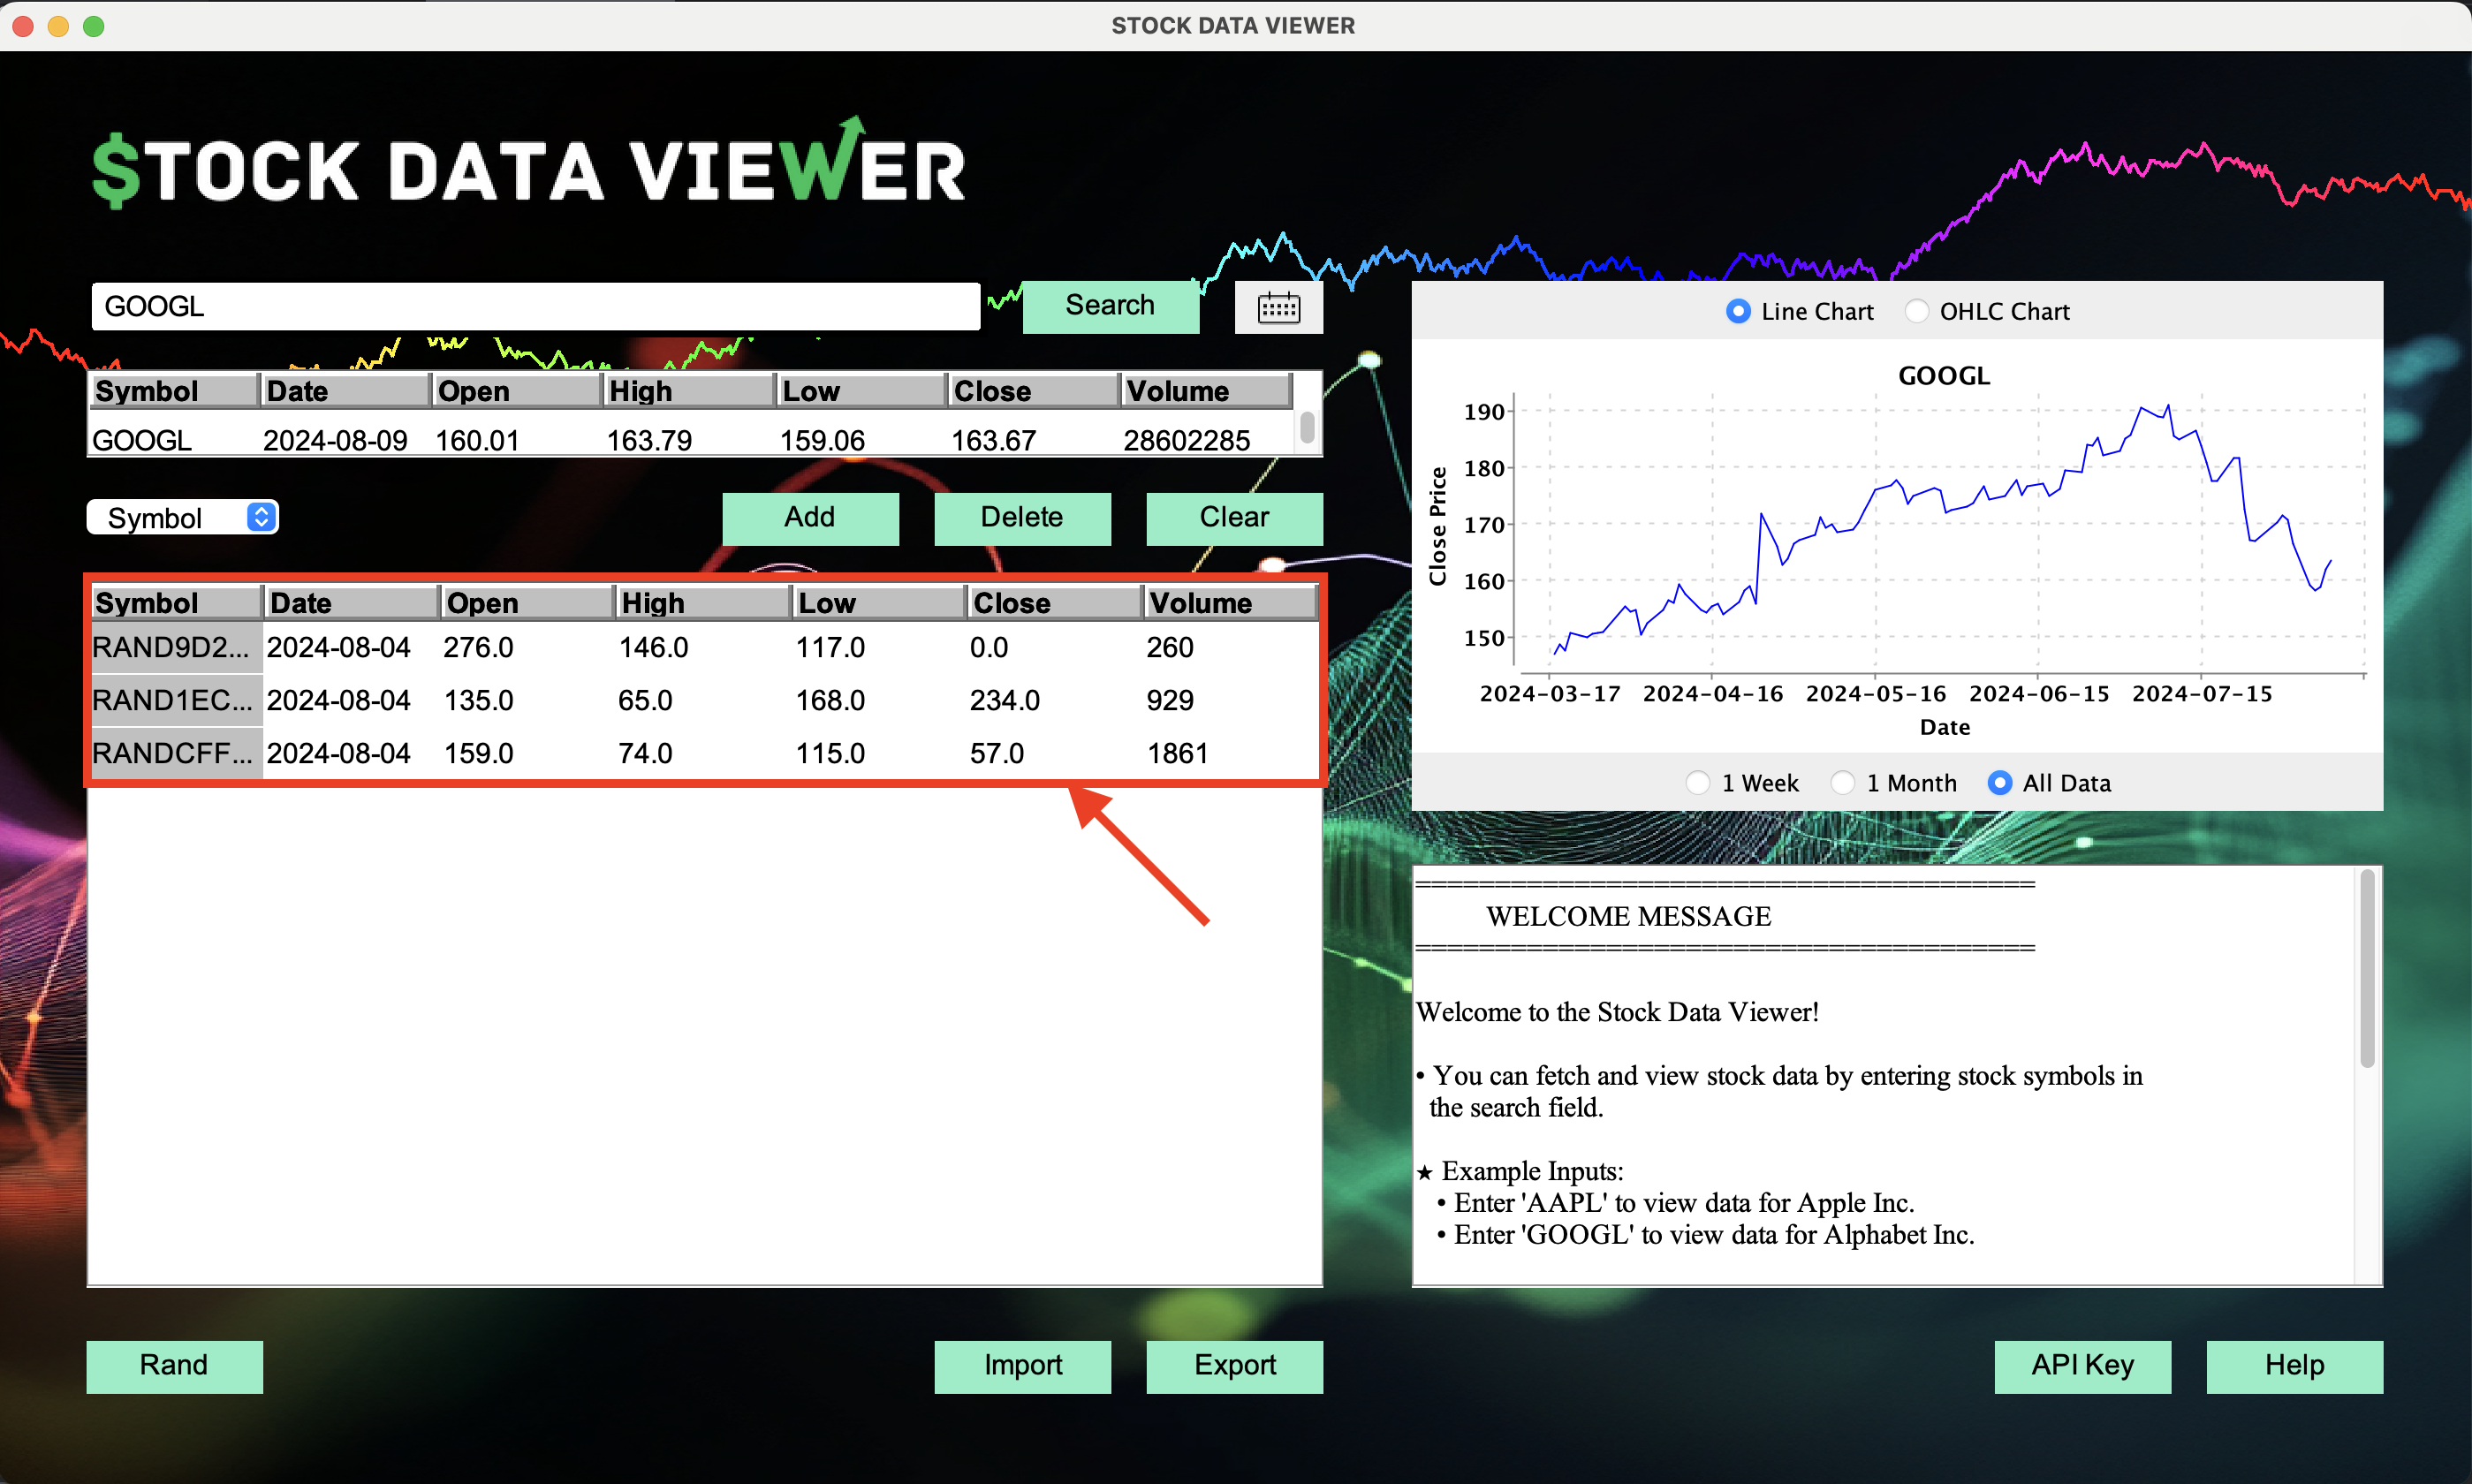 STOCK DATA VIEWER
$TOCK DATA VIEWER
GOOGL
Search
Symbol Date Open High Low Close Volume
GOOGL 2024-08-09 160.01 163.79 159.06 163.67 28602285
Symbol
Add
Delete
Clear
Symbol Date Open High Low Close Volume
RAND9D2... 2024-08-04 276.0 146.0 117.0 0.0 260
RAND1EC... 2024-08-04 135.0 65.0 168.0 234.0 929
RANDCFF... 2024-08-04 159.0 74.0 115.0 57.0 1861
Rand
Import
Export
Line Chart
OHLC Chart
GOOGL
Close Price
190
180
170
160
150
2024-03-17 2024-04-16 2024-05-16 2024-06-15 2024-07-15
Date
1 Week
1 Month
All Data
========================================
WELCOME MESSAGE
========================================
Welcome to the Stock Data Viewer!
• You can fetch and view stock data by entering stock symbols in
the search field.
★ Example Inputs:
• Enter 'AAPL' to view data for Apple Inc.
• Enter 'GOOGL' to view data for Alphabet Inc.
API Key
Help